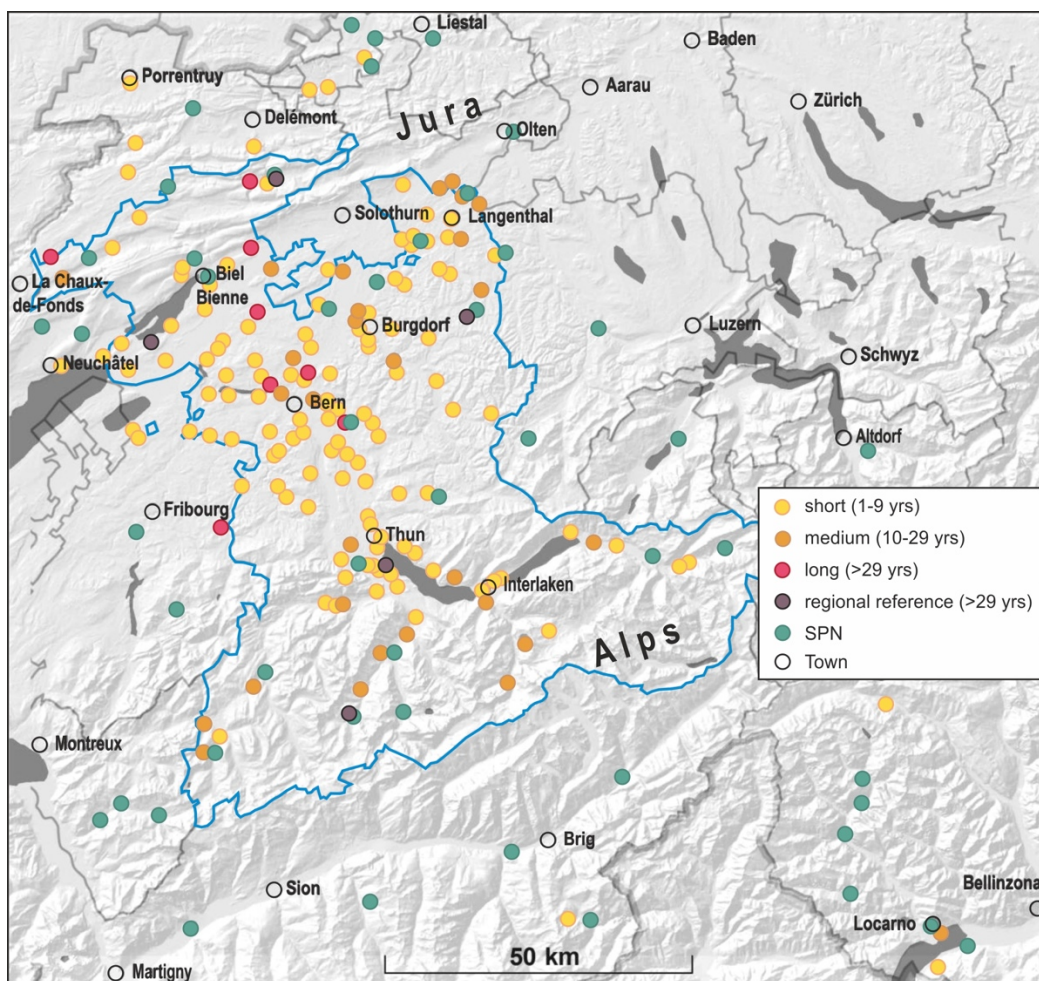 Liestal
Baden
Porrentruy
Aarau
Zürich
Delémont
Jura
Olten
Solothurn
Langenthal
La Chaux-
de-Fonds
Biel
Bienne
Burgdorf
Luzern
Neuchâtel
Schwyz
Bern
Altdorf
Fribourg
Thun
Interlaken
Alps
short (1-9 yrs)
medium (10-29 yrs)
long (>29 yrs)
regional reference (>29 yrs)
SPN
Town
Montreux
Brig
Sion
Bellinzona
Locarno
50 km
Martigny